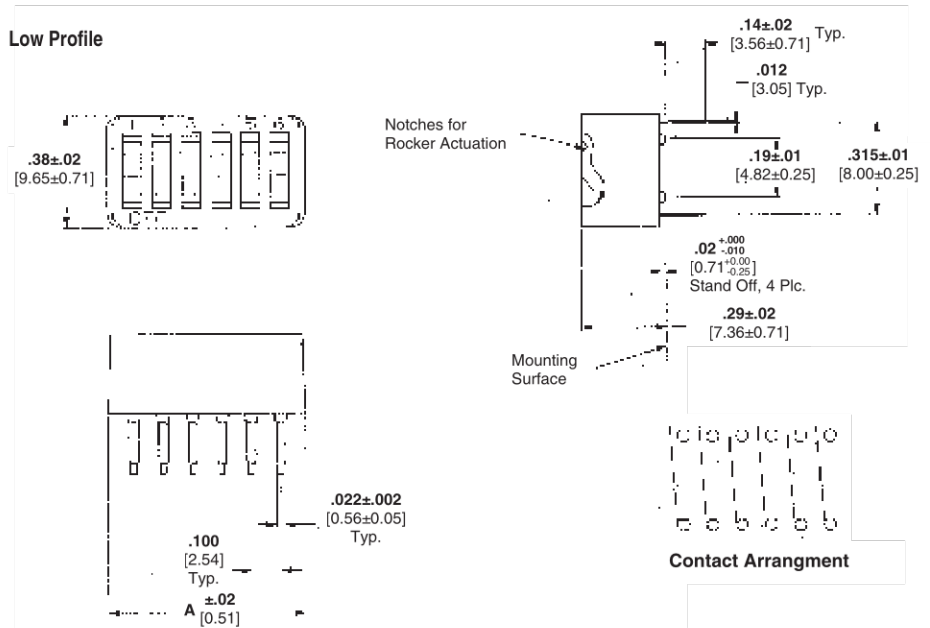 Low Profile
.14±.02
[3.56±0.71] Typ.
.012
[3.05] Typ.
Notches for
Rocker Actuation
.38±.02
[9.65±0.71]
.19±.01
[4.82±0.25]
.315±.01
[8.00±0.25]
.02 +.000 -.010
[0.71 +0.00 -0.25]
Stand Off, 4 Plc.
.29±.02
[7.36±0.71]
Mounting
Surface
.022±.002
[0.56±0.05]
Typ.
.100
[2.54]
Typ.
A ±.02
[0.51]
Contact Arrangment